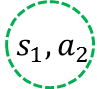 s₁, a₂